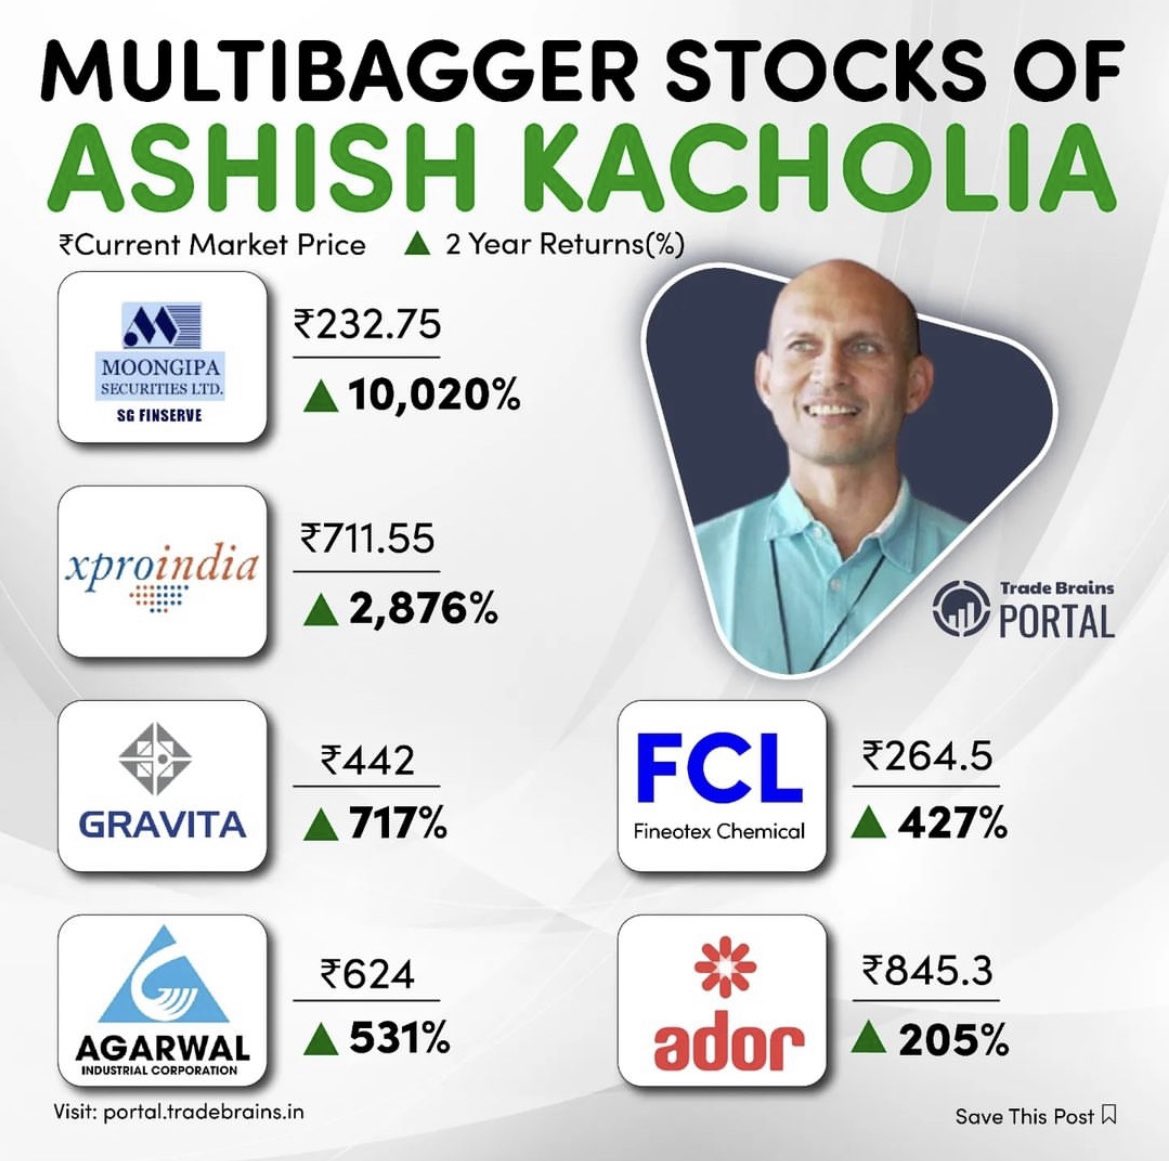 MULTIBAGGER STOCKS OF
ASHISH KACHOLIA
₹Current Market Price ▲ 2 Year Returns(%)
MOONGIPA
SECURITIES LTD.
SG FINSERVE
₹232.75
▲ 10,020%
xproindia
₹711.55
▲ 2,876%
Trade Brains
PORTAL
GRAVITA
₹442
▲ 717%
FCL
Fineotex Chemical
₹264.5
▲ 427%
AGARWAL
INDUSTRIAL CORPORATION
₹624
▲ 531%
ador
₹845.3
▲ 205%
Visit: portal.tradebrains.in
Save This Post